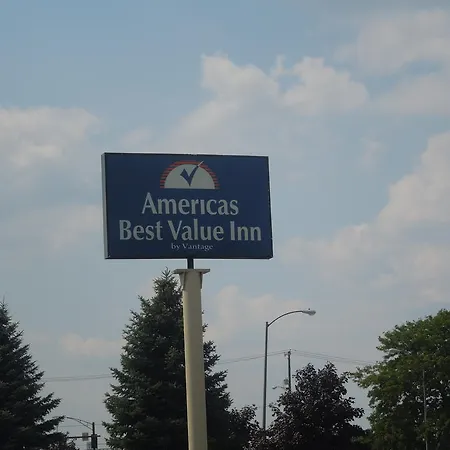 Americas
Best Value Inn
by Vantage